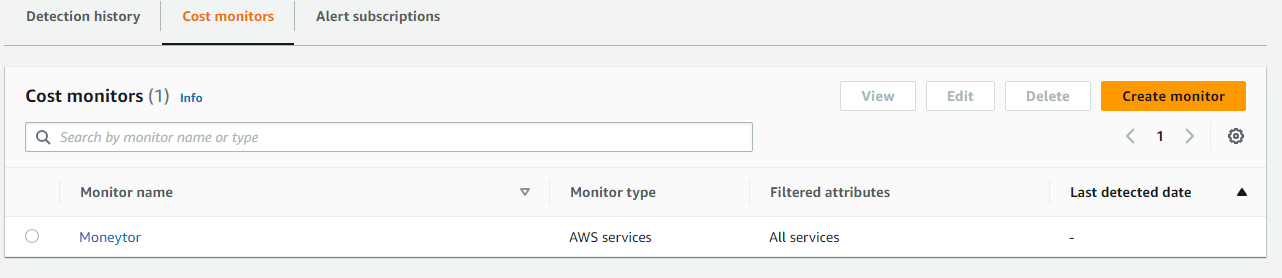 Detection history Cost monitors Alert subscriptions
Cost monitors (1) Info View Edit Delete Create monitor
Search by monitor name or type 1
Monitor name Monitor type Filtered attributes Last detected date
Moneytor AWS services All services -